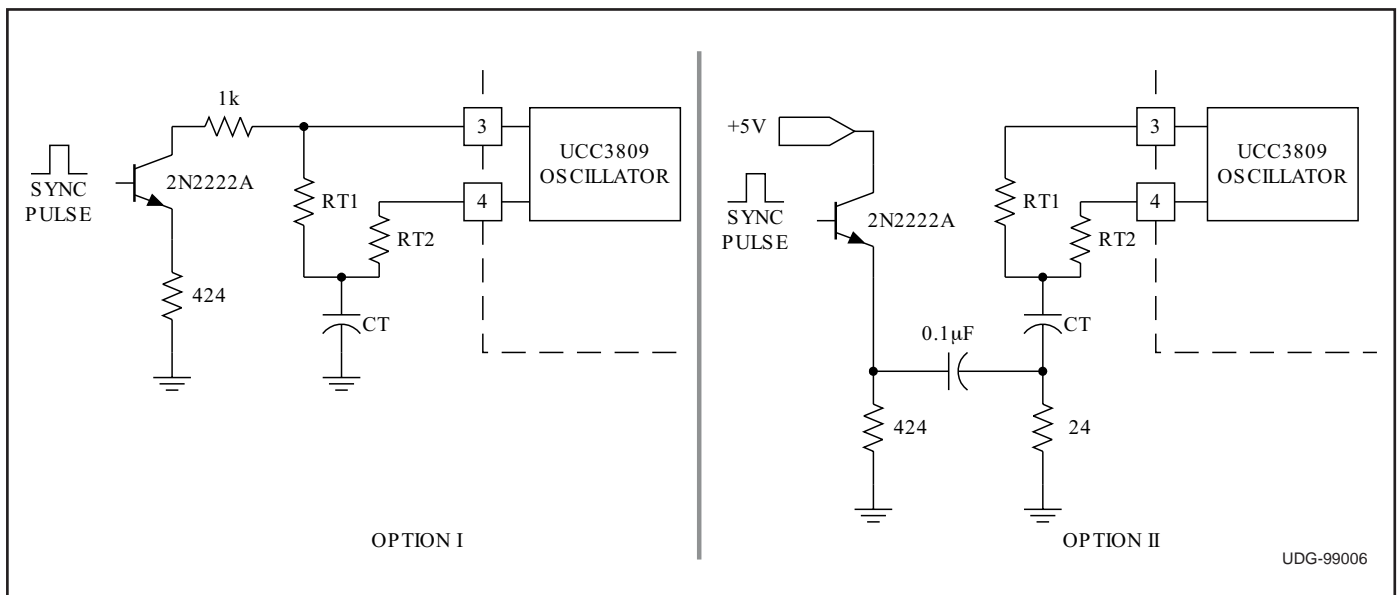 1k
3
UCC3809
OSCILLATOR
SYNC
PULSE
2N2222A
RT1
4
RT2
424
CT
OPTION I
+5V
3
UCC3809
OSCILLATOR
SYNC
PULSE
2N2222A
RT1
4
RT2
0.1µF
CT
424
24
OPTION II
UDG-99006